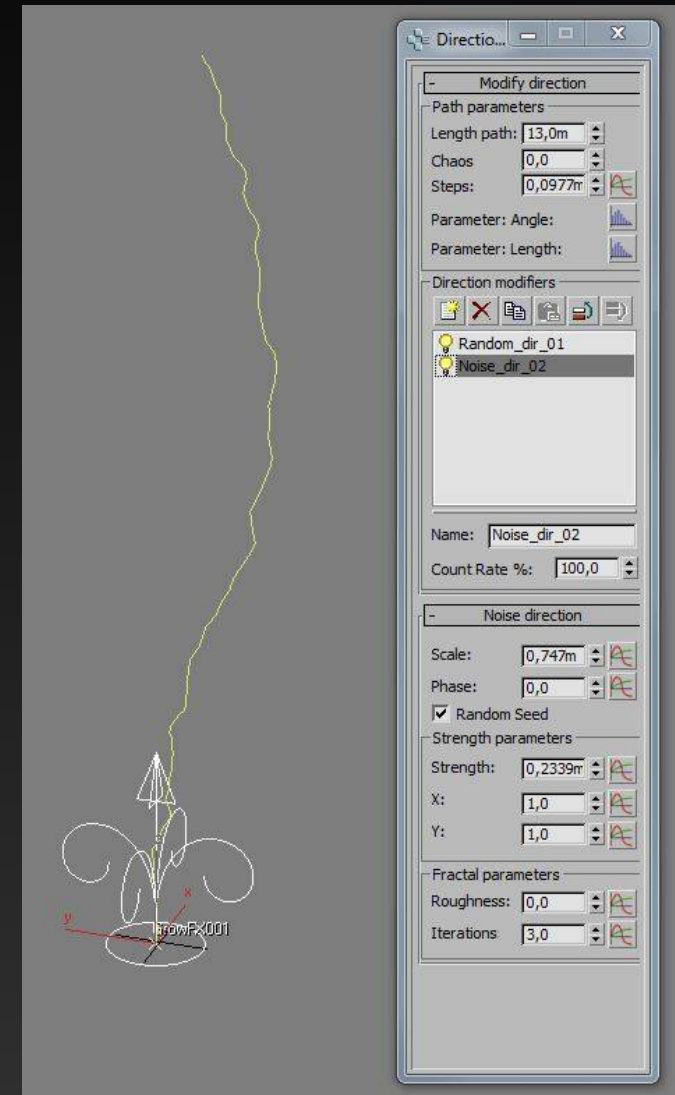 Directio...
- Modify direction
Path parameters
Length path: 13,0m
Chaos 0,0
Steps: 0,0977m
Parameter: Angle:
Parameter: Length:
Direction modifiers
Random_dir_01
Noise_dir_02
Name: Noise_dir_02
Count Rate %: 100,0
- Noise direction
Scale: 0,747m
Phase: 0,0
Random Seed
Strength parameters
Strength: 0,2339m
X: 1,0
Y: 1,0
Fractal parameters
Roughness: 0,0
Iterations 3,0
x
y
GrowFX001